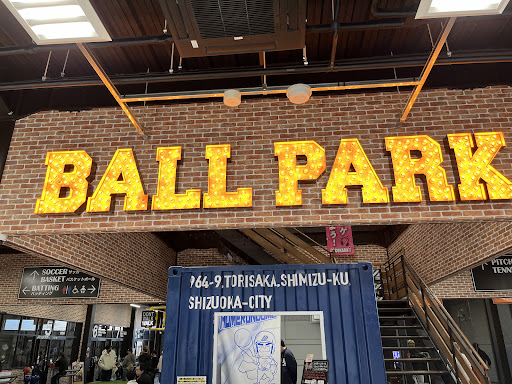 BALL PARK
964-9,TORISAKA,SHIMIZU-KU,
SHIZUOKA-CITY
SOCCER サッカー
BASKET バスケットボール
BATTING
バッティング
PITCH
TENN